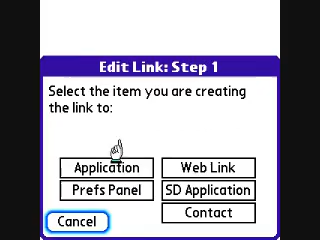 Edit Link: Step 1
Select the item you are creating
the link to:
Application
Web Link
Prefs Panel
SD Application
Contact
Cancel